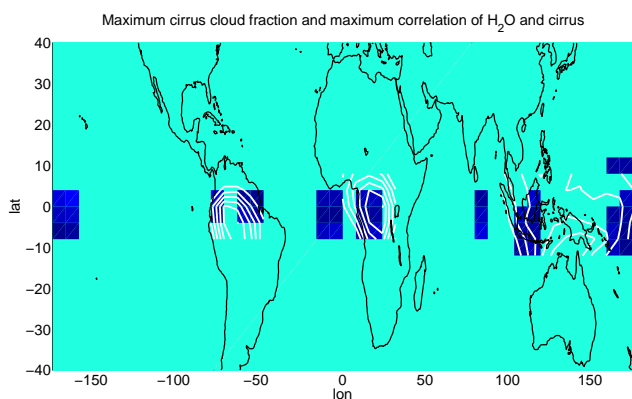 Maximum cirrus cloud fraction and maximum correlation of H₂O and cirrus
40
30
20
10
0
−10
−20
−30
−40
lat
−150 −100 −50 0 50 100 150
lon